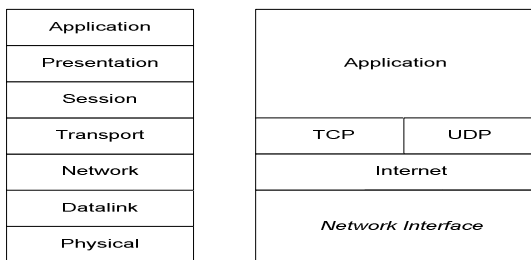 Application
Presentation
Session
Transport
Network
Datalink
Physical
Application
TCP
UDP
Internet
Network Interface